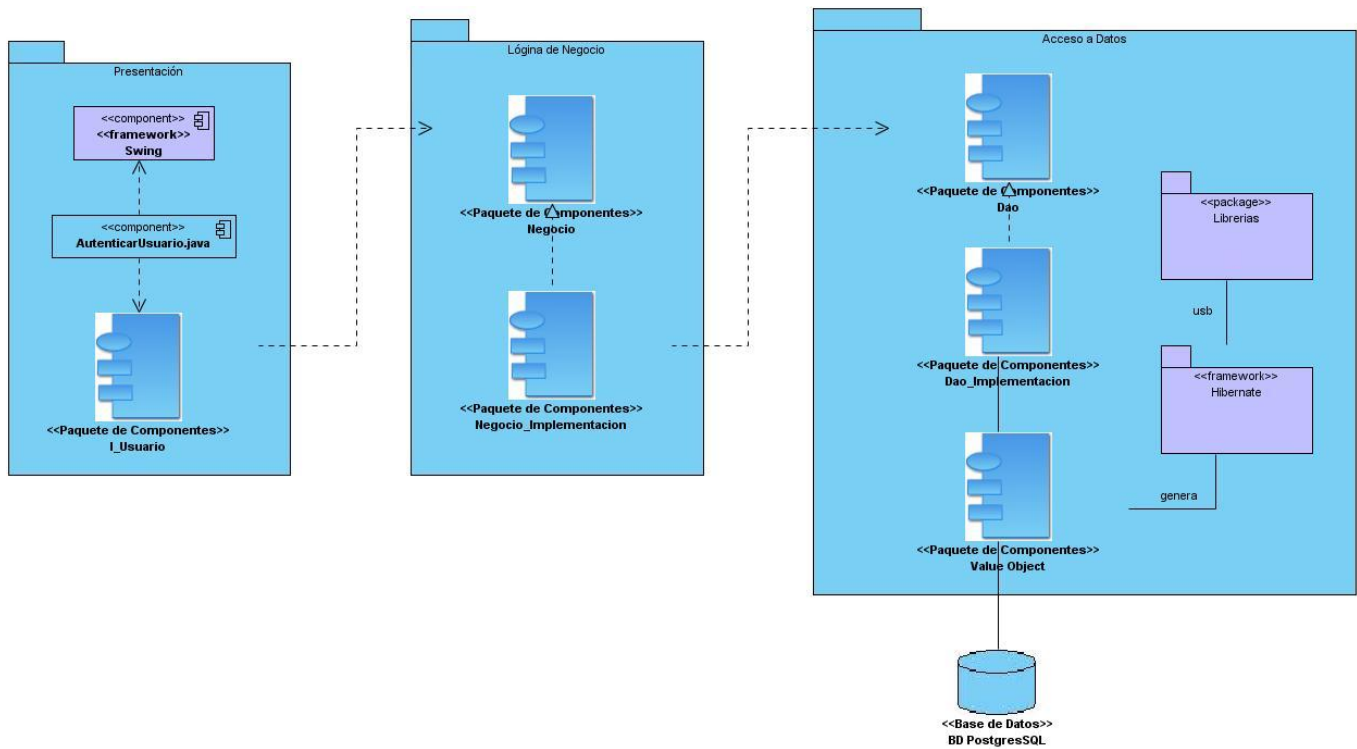 Presentación
<<component>>
<<framework>>
Swing
<<component>>
AutenticarUsuario.java
<<Paquete de Componentes>>
I_Usuario
Lógina de Negocio
<<Paquete de Componentes>>
Negocio
<<Paquete de Componentes>>
Negocio_Implementacion
Acceso a Datos
<<Paquete de Componentes>>
Dao
<<Paquete de Componentes>>
Dao_Implementacion
<<Paquete de Componentes>>
Value Object
<<package>>
Librerias
usb
<<framework>>
Hibernate
genera
<<Base de Datos>>
BD PostgresSQL